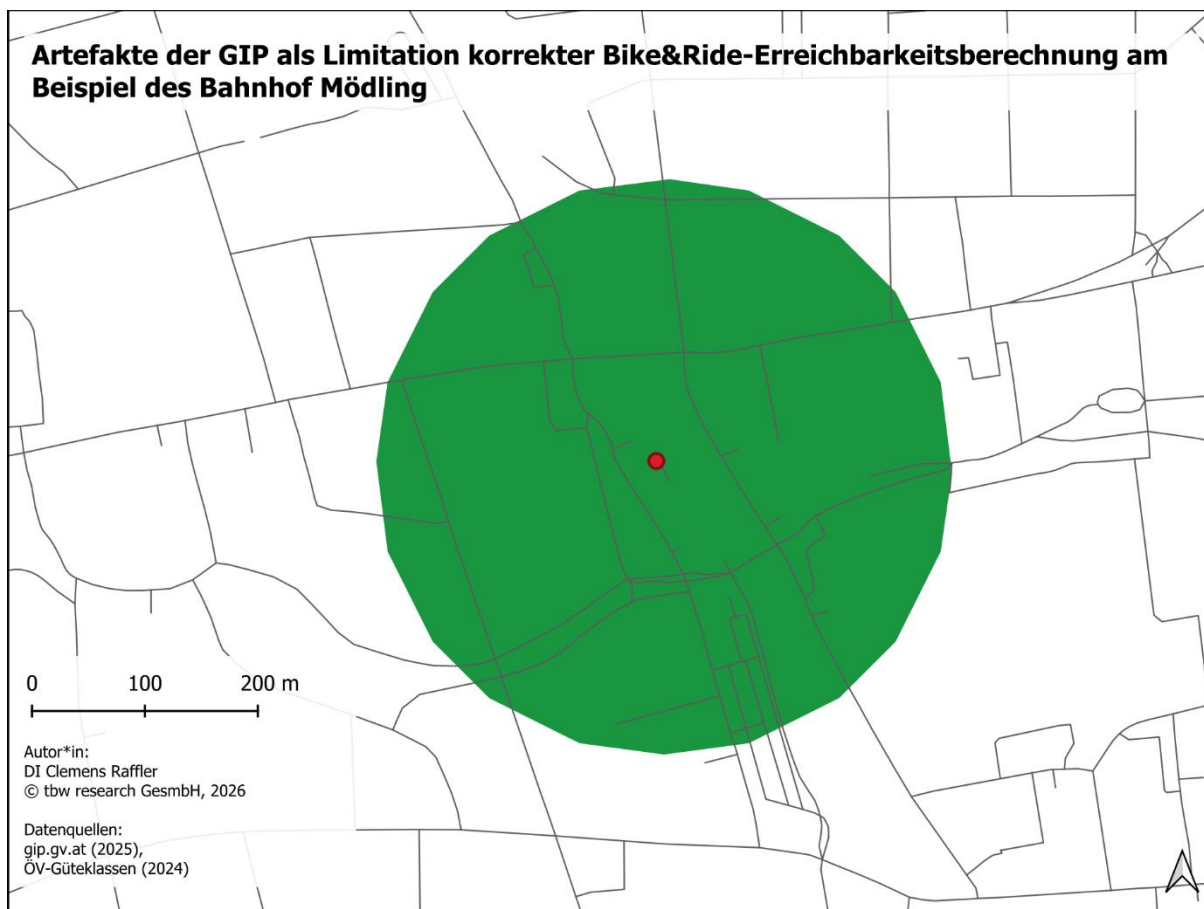 Artefakte der GIP als Limitation korrekter Bike&Ride-Erreichbarkeitsberechnung am
Beispiel des Bahnhof Mödling
0 100 200 m
Autor*in:
DI Clemens Raffler
© tbw research GesmbH, 2026
Datenquellen:
gip.gv.at (2025),
ÖV-Güteklassen (2024)